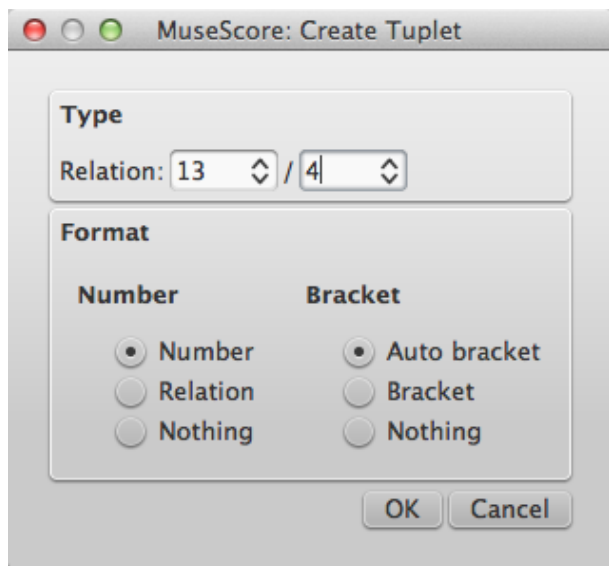 MuseScore: Create Tuplet
Type
Relation: 13 / 4
Format
Number Bracket
Number Auto bracket
Relation Bracket
Nothing Nothing
OK Cancel